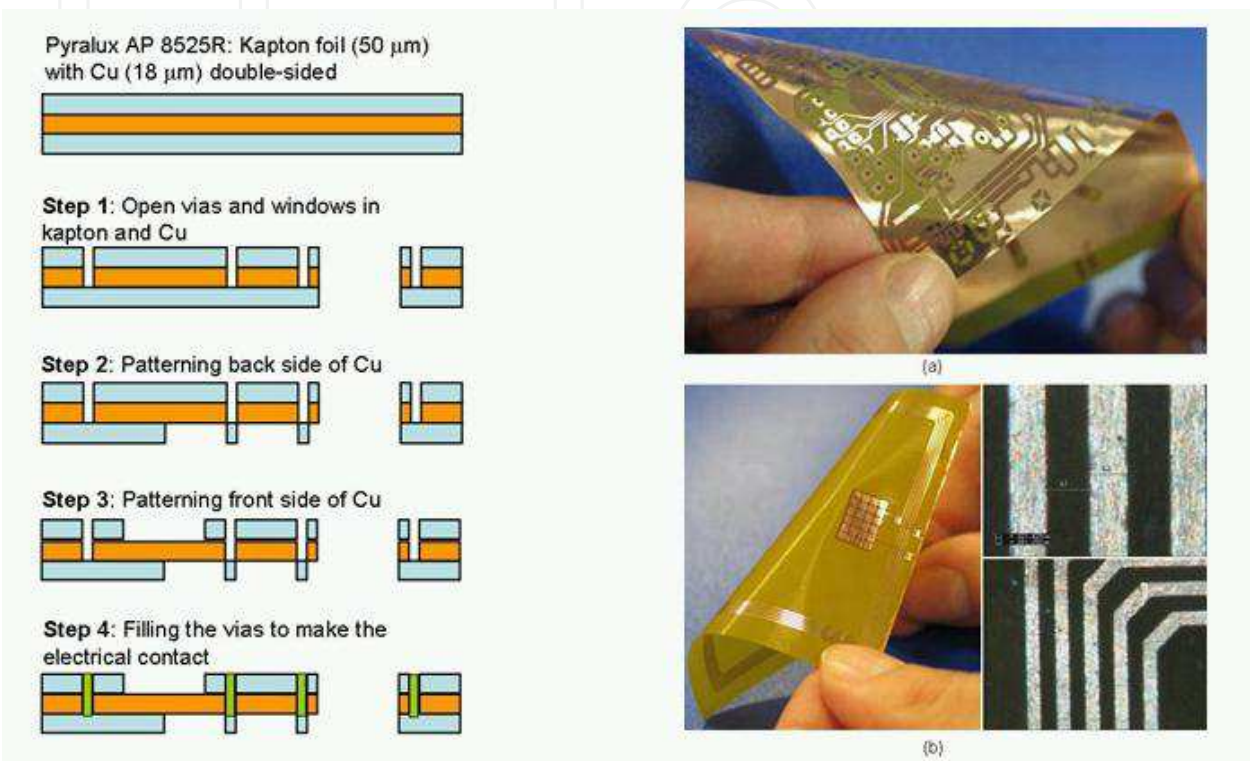 Pyralux AP 8525R: Kapton foil (50 µm)
with Cu (18 µm) double-sided
Step 1: Open vias and windows in
kapton and Cu
Step 2: Patterning back side of Cu
Step 3: Patterning front side of Cu
Step 4: Filling the vias to make the
electrical contact
(a)
(b)